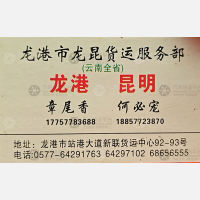 龙港市龙昆货运服务部
(云南全省)
龙港 昆明
章尾香 何必宠
17757783688 18857723870
地址：龙港市站港大道新联货运中心92-93号
电话：0577-64291763 64297102 68656555